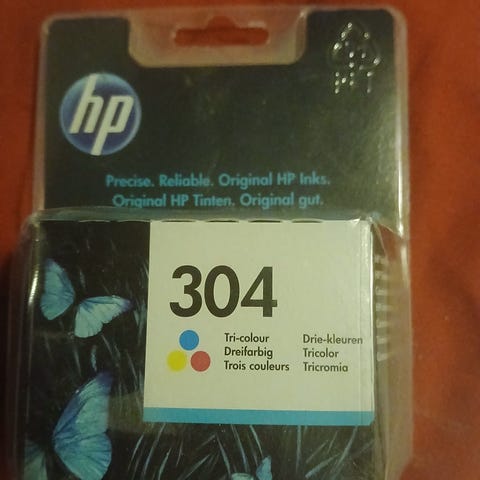 hp
PET
Precise. Reliable. Original HP Inks.
Original HP Tinten. Original gut.
304
Tri-colour Drie-kleuren
Dreifarbig Tricolor
Trois couleurs Tricromia